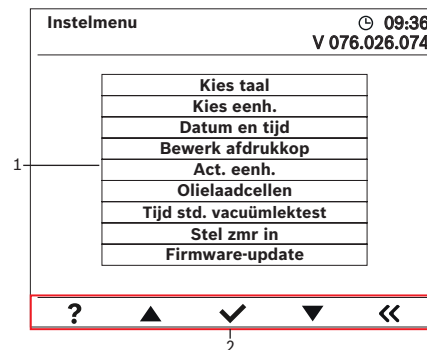 Instelmenu 09:36
V 076.026.074
Kies taal
Kies eenh.
Datum en tijd
Bewerk afdrukkop
1
Act. eenh.
Olielaadcellen
Tijd std. vacuümlektest
Stel zmr in
Firmware-update
?
2